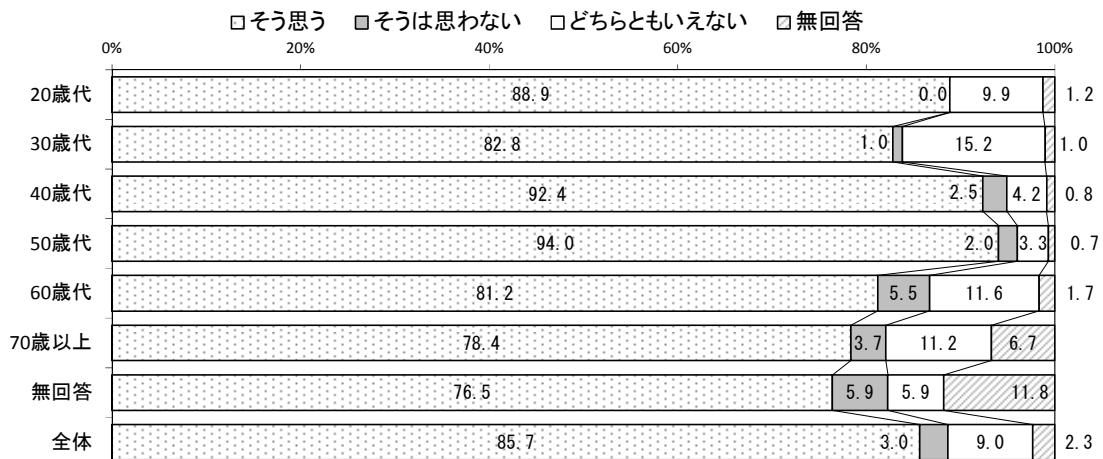 そう思う そうは思わない どちらともいえない 無回答
0% 20% 40% 60% 80% 100%
20歳代 88.9 0.0 9.9 1.2
30歳代 82.8 1.0 15.2 1.0
40歳代 92.4 2.5 4.2 0.8
50歳代 94.0 2.0 3.3 0.7
60歳代 81.2 5.5 11.6 1.7
70歳以上 78.4 3.7 11.2 6.7
無回答 76.5 5.9 5.9 11.8
全体 85.7 3.0 9.0 2.3